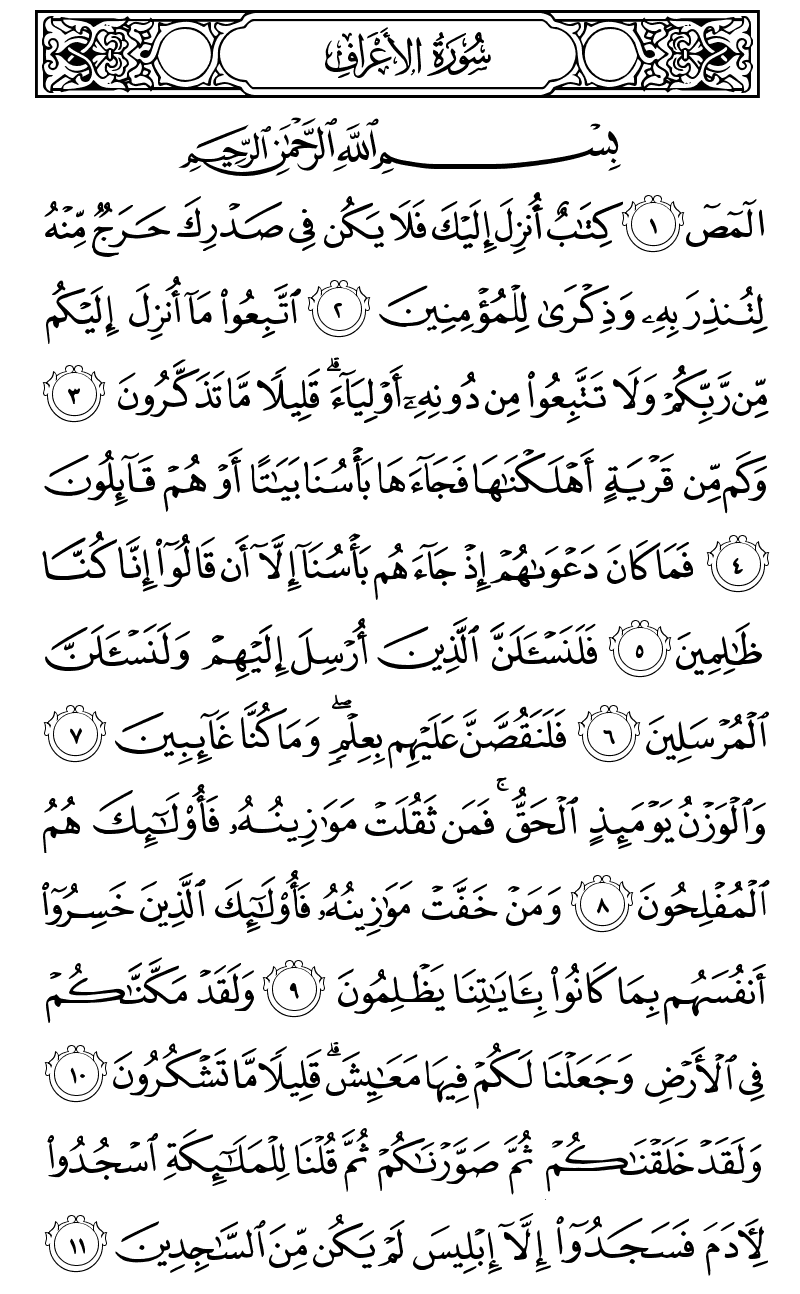 سُورَةُ الأَعْرَافِ
بِسْمِ ٱللَّهِ ٱلرَّحْمَٰنِ ٱلرَّحِيمِ
الٓمٓصٓ ١ كِتَٰبٌ أُنزِلَ إِلَيْكَ فَلَا يَكُن فِى صَدْرِكَ حَرَجٌ مِّنْهُ
لِتُنذِرَ بِهِۦ وَذِكْرَىٰ لِلْمُؤْمِنِينَ ٢ ٱتَّبِعُوا۟ مَآ أُنزِلَ إِلَيْكُم
مِّن رَّبِّكُمْ وَلَا تَتَّبِعُوا۟ مِن دُونِهِۦٓ أَوْلِيَآءَ ۗ قَلِيلًا مَّا تَذَكَّرُونَ ٣
وَكَم مِّن قَرْيَةٍ أَهْلَكْنَٰهَا فَجَآءَهَا بَأْسُنَا بَيَٰتًا أَوْ هُمْ قَآئِلُونَ
٤ فَمَا كَانَ دَعْوَىٰهُمْ إِذْ جَآءَهُم بَأْسُنَآ إِلَّآ أَن قَالُوٓا۟ إِنَّا كُنَّا
ظَٰلِمِينَ ٥ فَلَنَسْـَٔلَنَّ ٱلَّذِينَ أُرْسِلَ إِلَيْهِمْ وَلَنَسْـَٔلَنَّ
ٱلْمُرْسَلِينَ ٦ فَلَنَقُصَّنَّ عَلَيْهِم بِعِلْمٍ ۖ وَمَا كُنَّا غَآئِبِينَ ٧
وَٱلْوَزْنُ يَوْمَئِذٍ ٱلْحَقُّ ۚ فَمَن ثَقُلَتْ مَوَٰزِينُهُۥ فَأُو۟لَٰٓئِكَ هُمُ
ٱلْمُفْلِحُونَ ٨ وَمَنْ خَفَّتْ مَوَٰزِينُهُۥ فَأُو۟لَٰٓئِكَ ٱلَّذِينَ خَسِرُوٓا۟
أَنفُسَهُم بِمَا كَانُوا۟ بِـَٔايَٰتِنَا يَظْلِمُونَ ٩ وَلَقَدْ مَكَّنَّٰكُمْ
فِى ٱلْأَرْضِ وَجَعَلْنَا لَكُمْ فِيهَا مَعَٰيِشَ ۗ قَلِيلًا مَّا تَشْكُرُونَ ١٠
وَلَقَدْ خَلَقْنَٰكُمْ ثُمَّ صَوَّرْنَٰكُمْ ثُمَّ قُلْنَا لِلْمَلَٰٓئِكَةِ ٱسْجُدُوا۟
لِـَٔادَمَ فَسَجَدُوٓا۟ إِلَّآ إِبْلِيسَ لَمْ يَكُن مِّنَ ٱلسَّٰجِدِينَ ١١